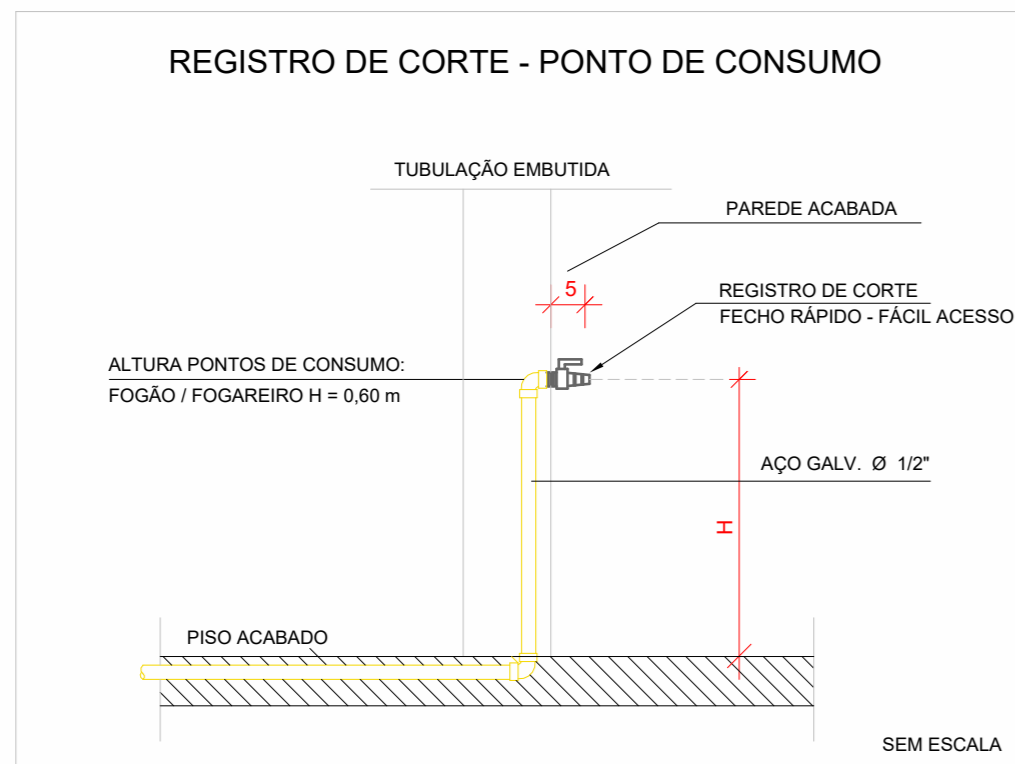 REGISTRO DE CORTE - PONTO DE CONSUMO
TUBULAÇÃO EMBUTIDA
PAREDE ACABADA
5
REGISTRO DE CORTE
FECHO RÁPIDO - FÁCIL ACESSO
ALTURA PONTOS DE CONSUMO:
FOGÃO / FOGAREIRO H = 0,60 m
AÇO GALV. Ø 1/2"
H
PISO ACABADO
SEM ESCALA